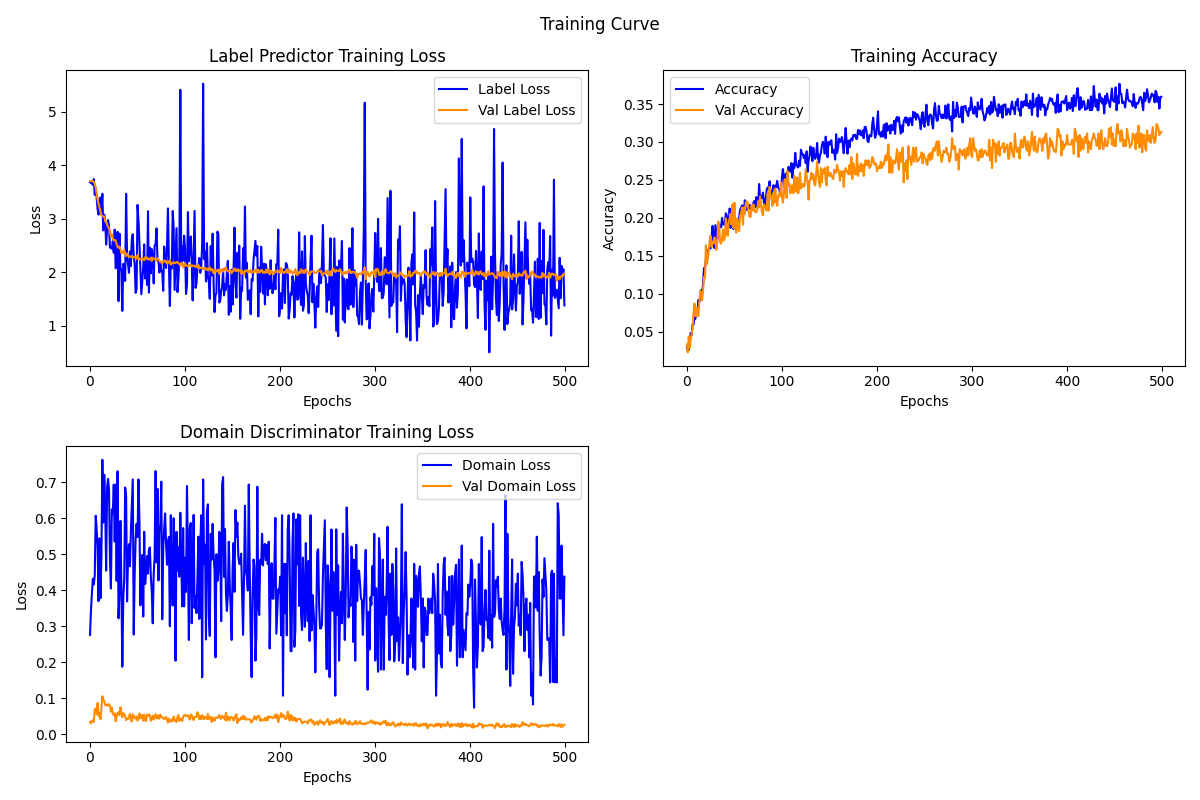 Training Curve
Label Predictor Training Loss
Label Loss
Val Label Loss
Loss
5
4
3
2
1
0
100
200
300
400
500
Epochs
Training Accuracy
Accuracy
Val Accuracy
Accuracy
0.35
0.30
0.25
0.20
0.15
0.10
0.05
0
100
200
300
400
500
Epochs
Domain Discriminator Training Loss
Domain Loss
Val Domain Loss
Loss
0.7
0.6
0.5
0.4
0.3
0.2
0.1
0.0
0
100
200
300
400
500
Epochs